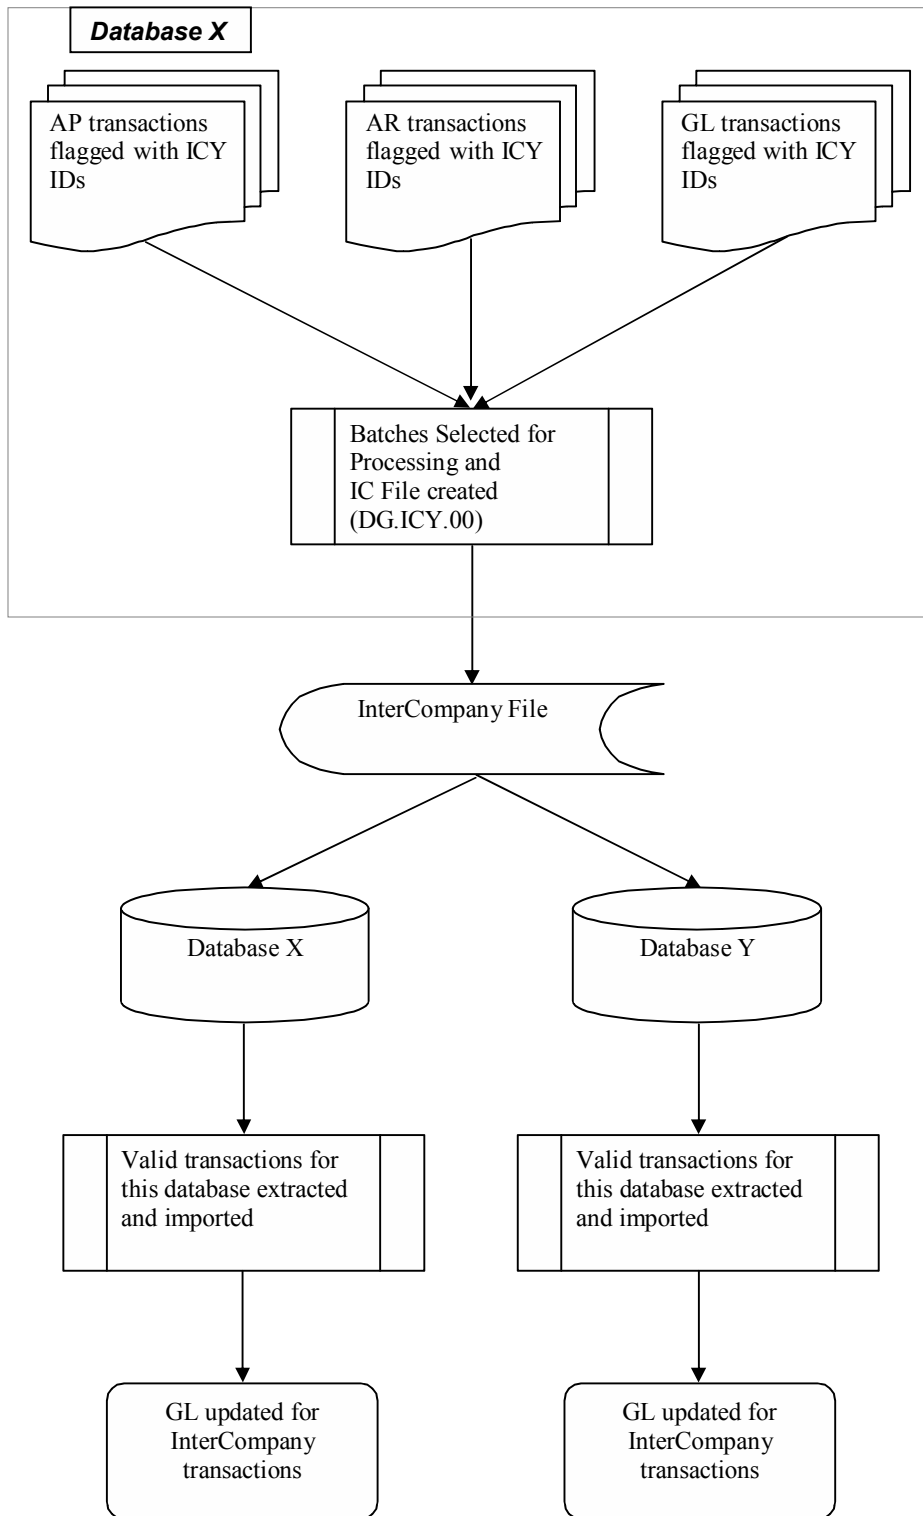 Database X
AP transactions
flagged with ICY
IDs
AR transactions
flagged with ICY
IDs
GL transactions
flagged with ICY
IDs
Batches Selected for
Processing and
IC File created
(DG.ICY.00)
InterCompany File
Database X
Database Y
Valid transactions for
this database extracted
and imported
Valid transactions for
this database extracted
and imported
GL updated for
InterCompany
transactions
GL updated for
InterCompany
transactions